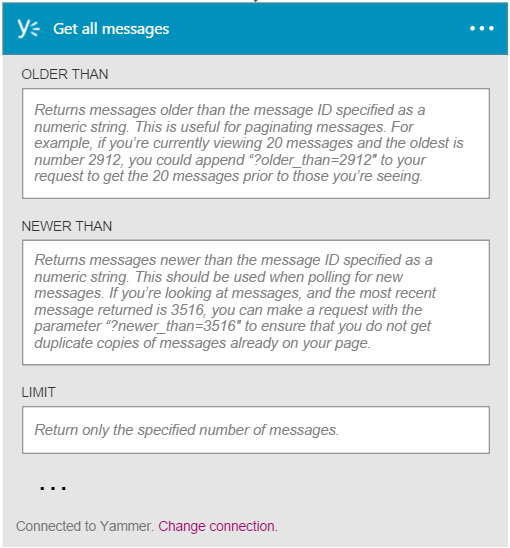 Get all messages
OLDER THAN
Returns messages older than the message ID specified as a
numeric string. This is useful for paginating messages. For
example, if you’re currently viewing 20 messages and the oldest is
number 2912, you could append “?older_than=2912″ to your
request to get the 20 messages prior to those you’re seeing.
NEWER THAN
Returns messages newer than the message ID specified as a
numeric string. This should be used when polling for new
messages. If you’re looking at messages, and the most recent
message returned is 3516, you can make a request with the
parameter “?newer_than=3516″ to ensure that you do not get
duplicate copies of messages already on your page.
LIMIT
Return only the specified number of messages.
...
Connected to Yammer. Change connection.